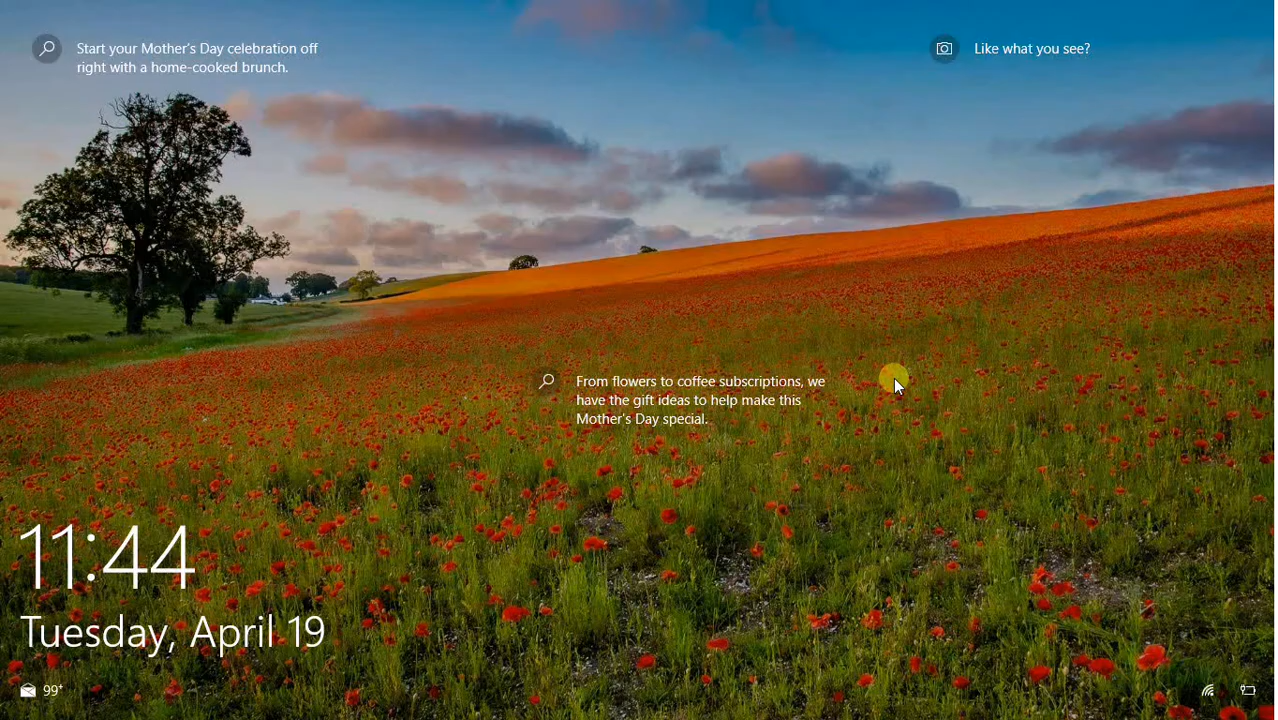 Start your Mother's Day celebration off
right with a home-cooked brunch.
Like what you see?
From flowers to coffee subscriptions, we
have the gift ideas to help make this
Mother's Day special.
11:44
Tuesday, April 19
99+